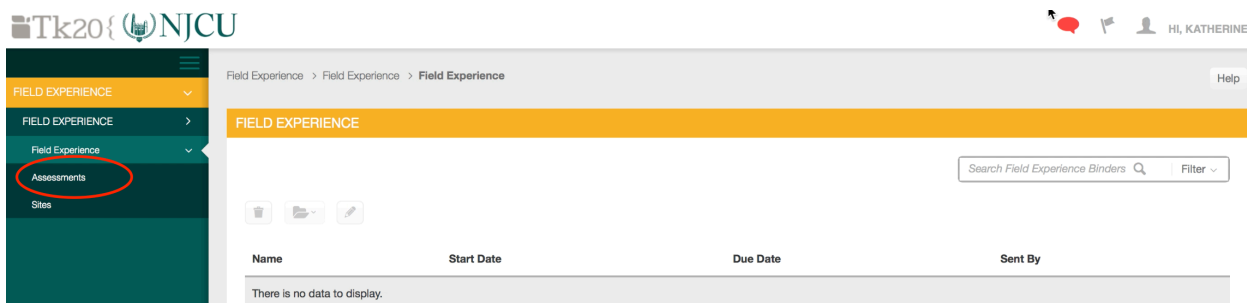 Tk20{ NJCU
HI, KATHERINE
Field Experience > Field Experience > Field Experience
Help
FIELD EXPERIENCE
FIELD EXPERIENCE
Field Experience
Assessments
Sites
FIELD EXPERIENCE
Search Field Experience Binders
Filter
Name Start Date Due Date Sent By
There is no data to display.